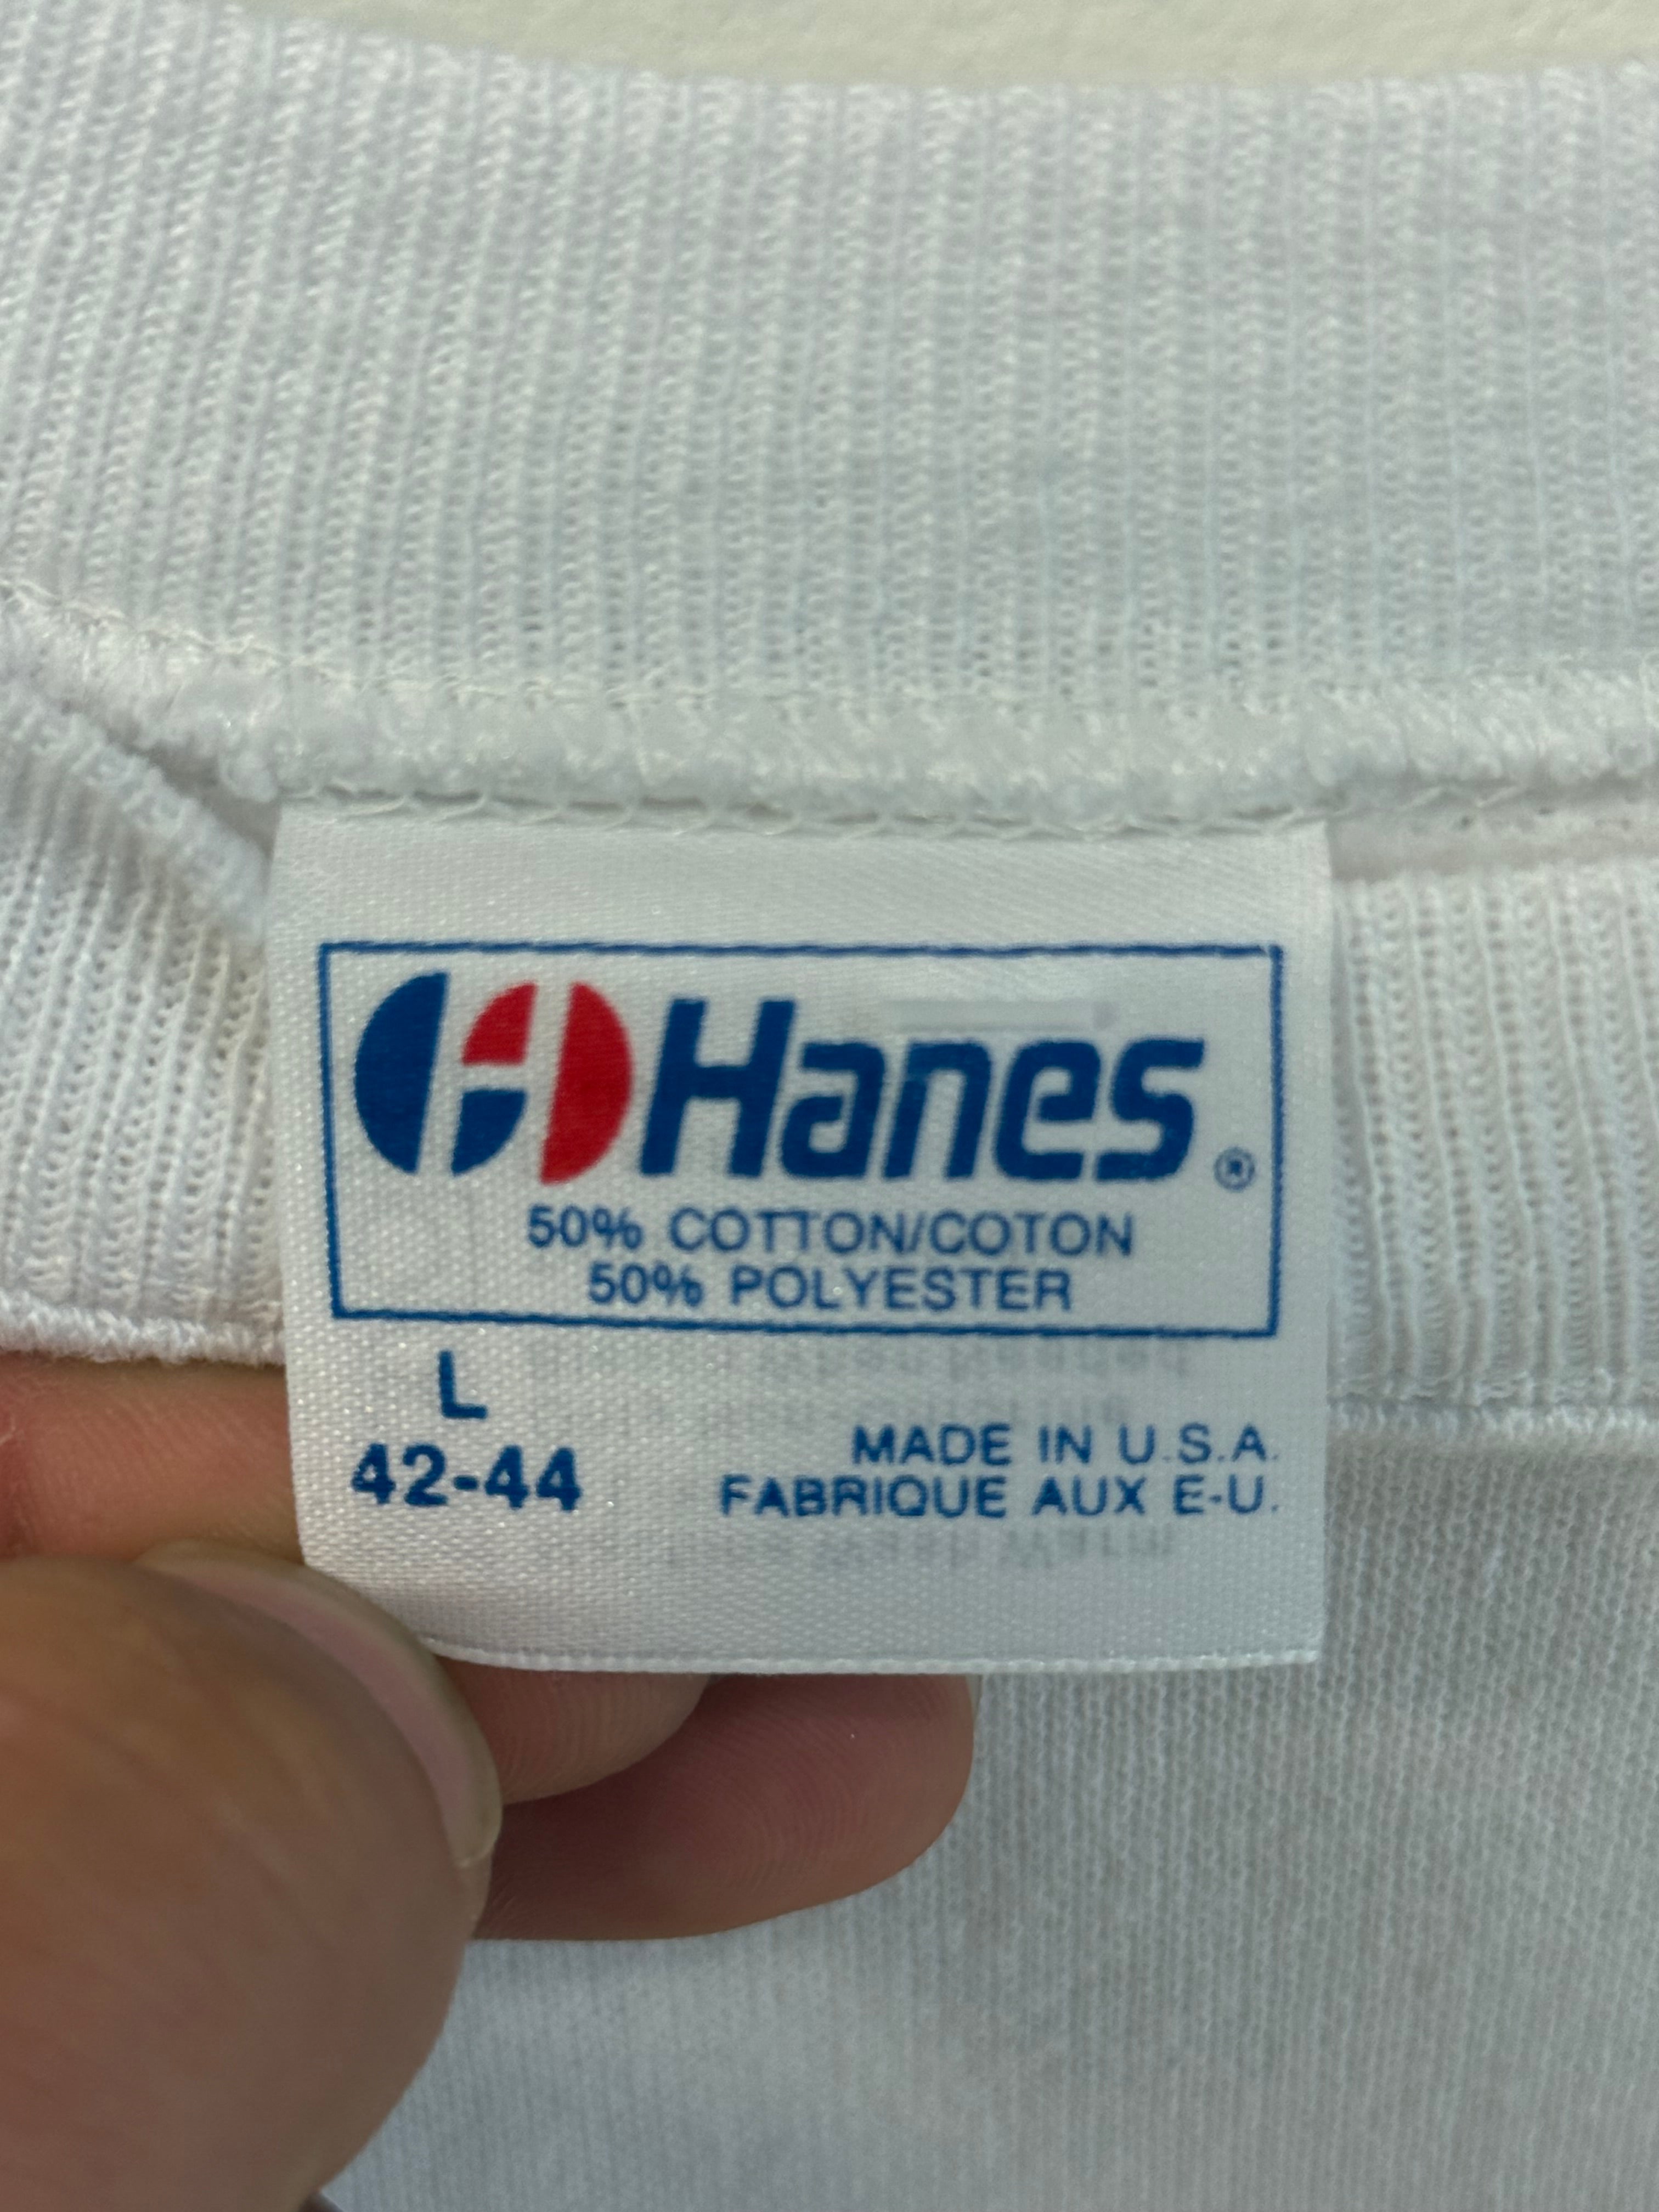 Hanes®
50% COTTON/COTON
50% POLYESTER
L
42-44
MADE IN U.S.A.
FABRIQUE AUX E-U.